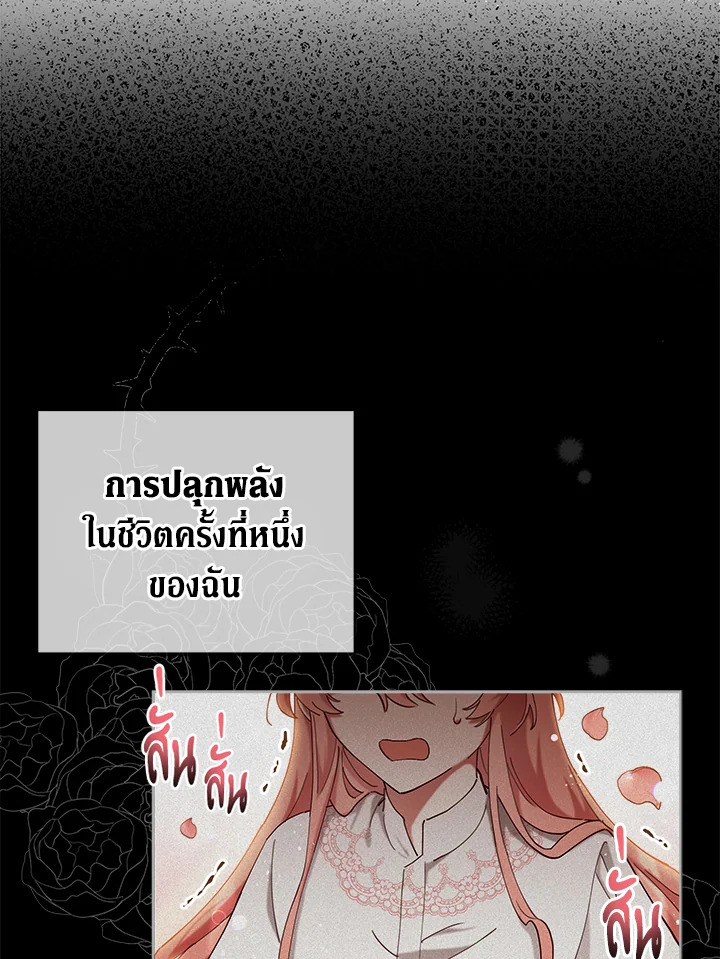 การปลุกพลัง
ในชีวิตครั้งที่หนึ่ง
ของฉัน
สั่น
สั่น
สั่น